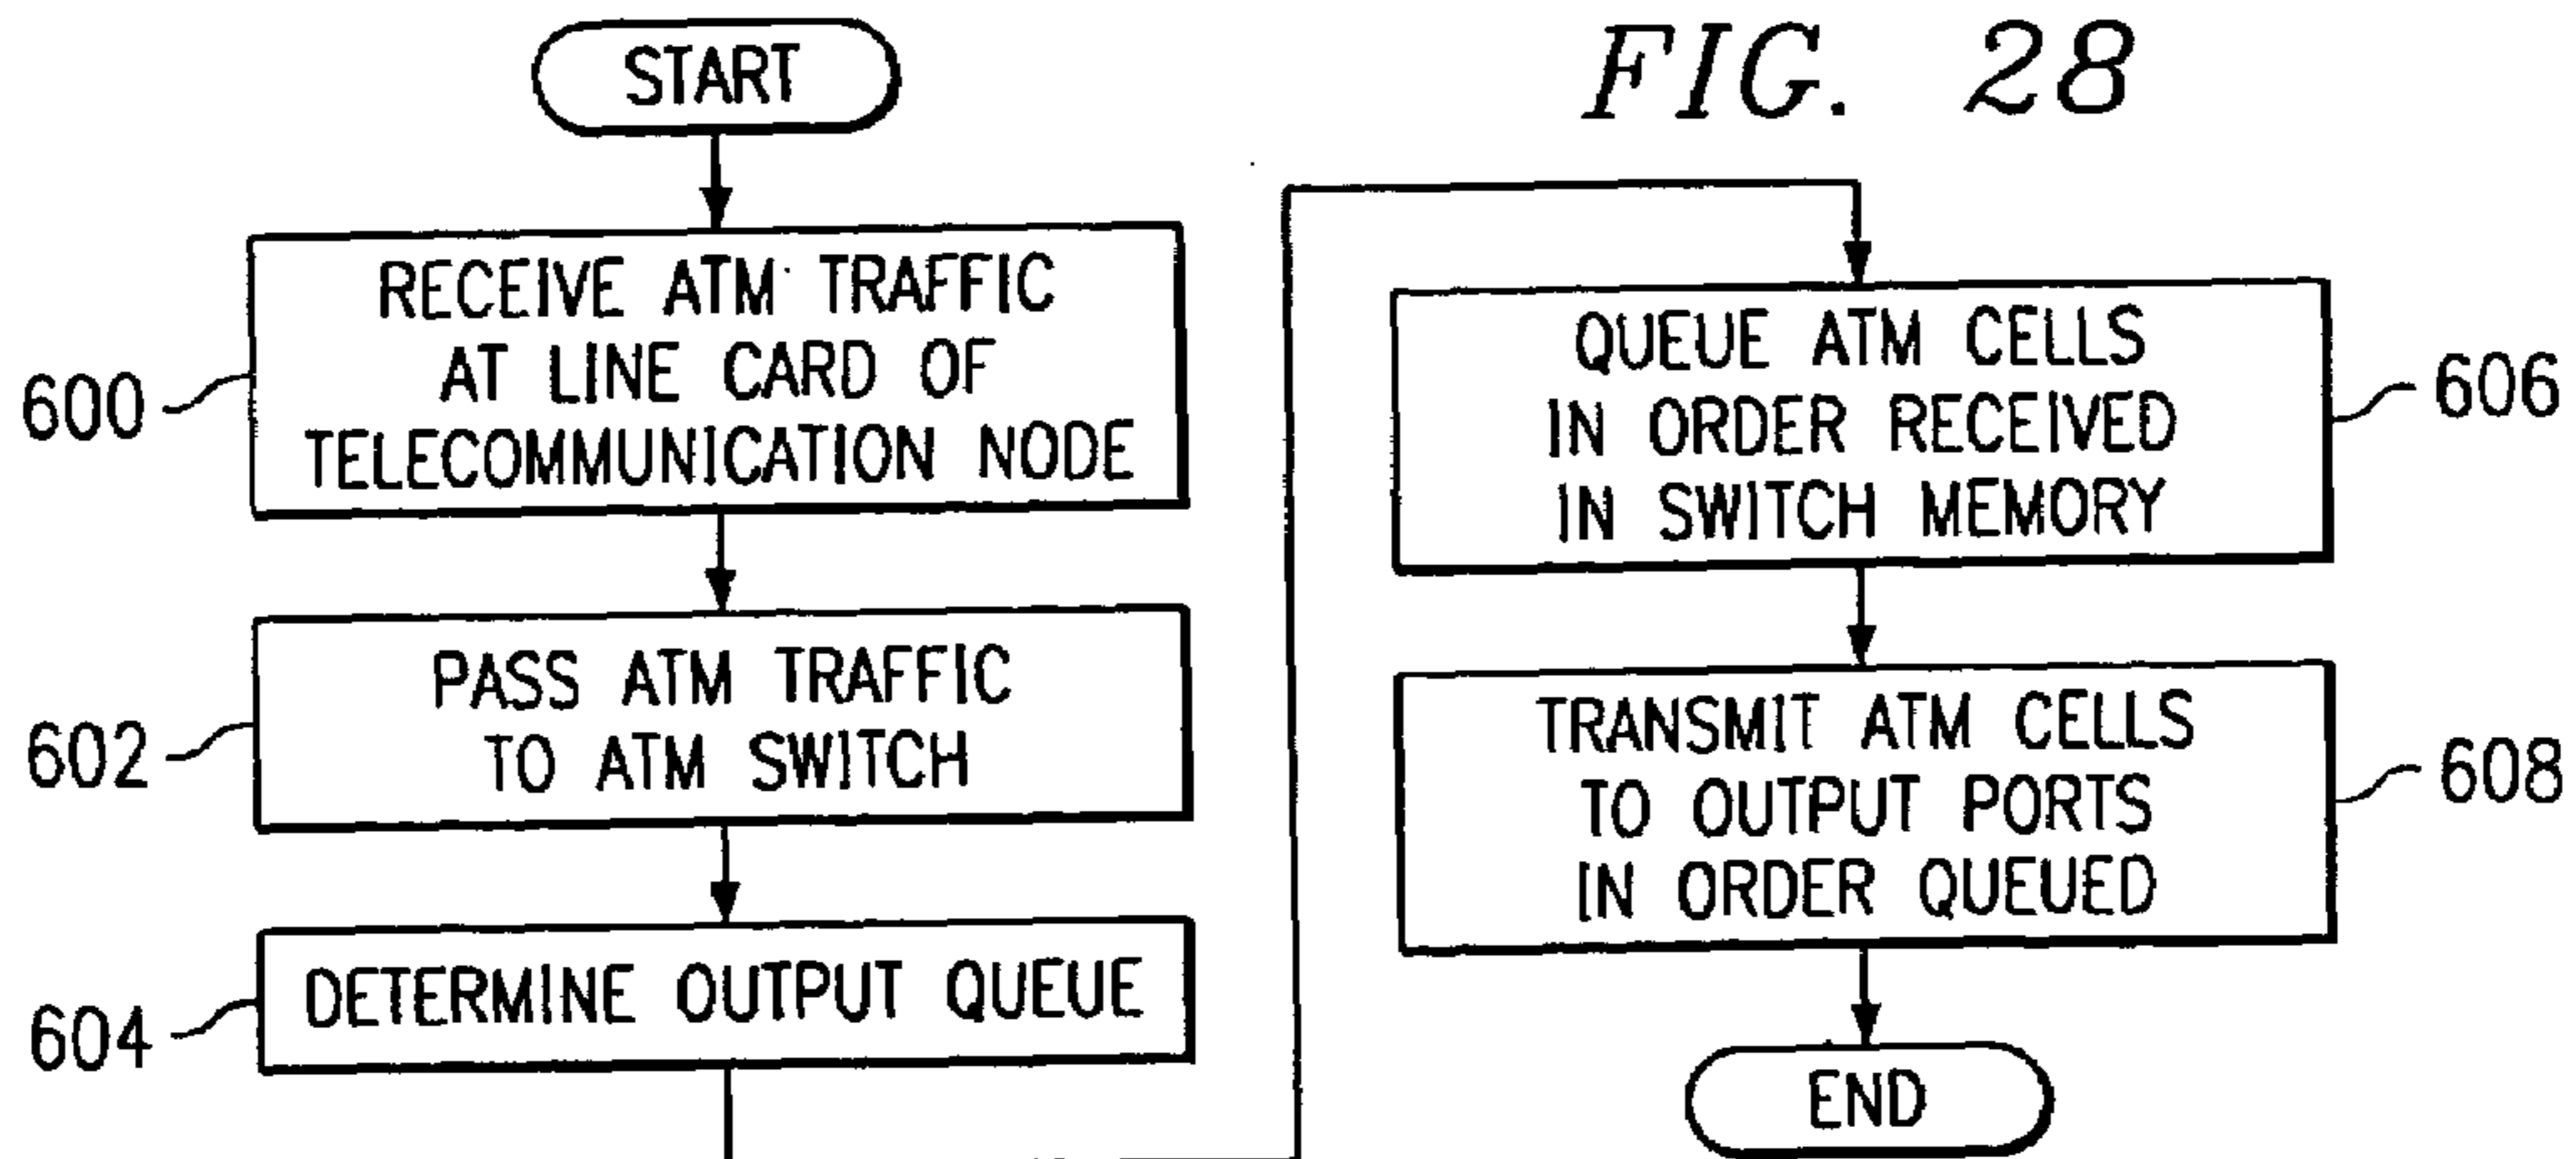 FIG. 28
START
600
RECEIVE ATM TRAFFIC
AT LINE CARD OF
TELECOMMUNICATION NODE
602
PASS ATM TRAFFIC
TO ATM SWITCH
604
DETERMINE OUTPUT QUEUE
606
QUEUE ATM CELLS
IN ORDER RECEIVED
IN SWITCH MEMORY
608
TRANSMIT ATM CELLS
TO OUTPUT PORTS
IN ORDER QUEUED
END